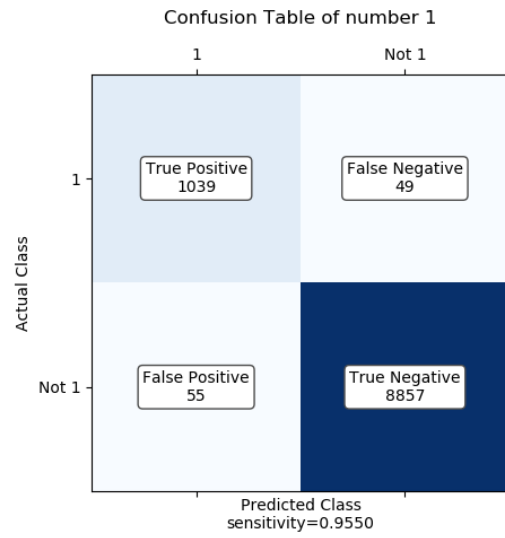 Confusion Table of number 1
1 Not 1
Actual Class
1
True Positive
1039
False Negative
49
Not 1
False Positive
55
True Negative
8857
Predicted Class
sensitivity=0.9550